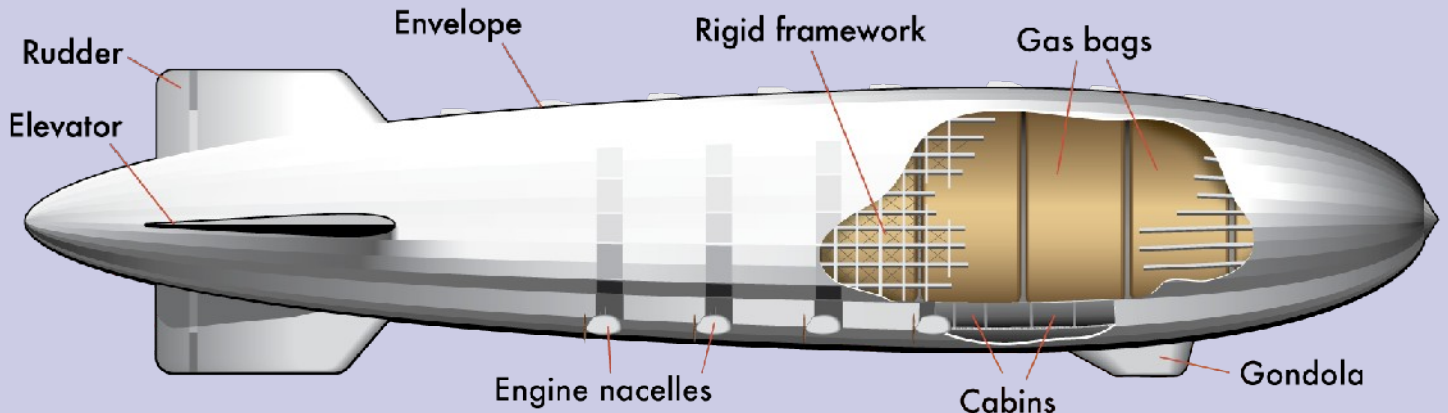 Envelope
Rigid framework
Gas bags
Rudder
Elevator
Engine nacelles
Cabins
Gondola